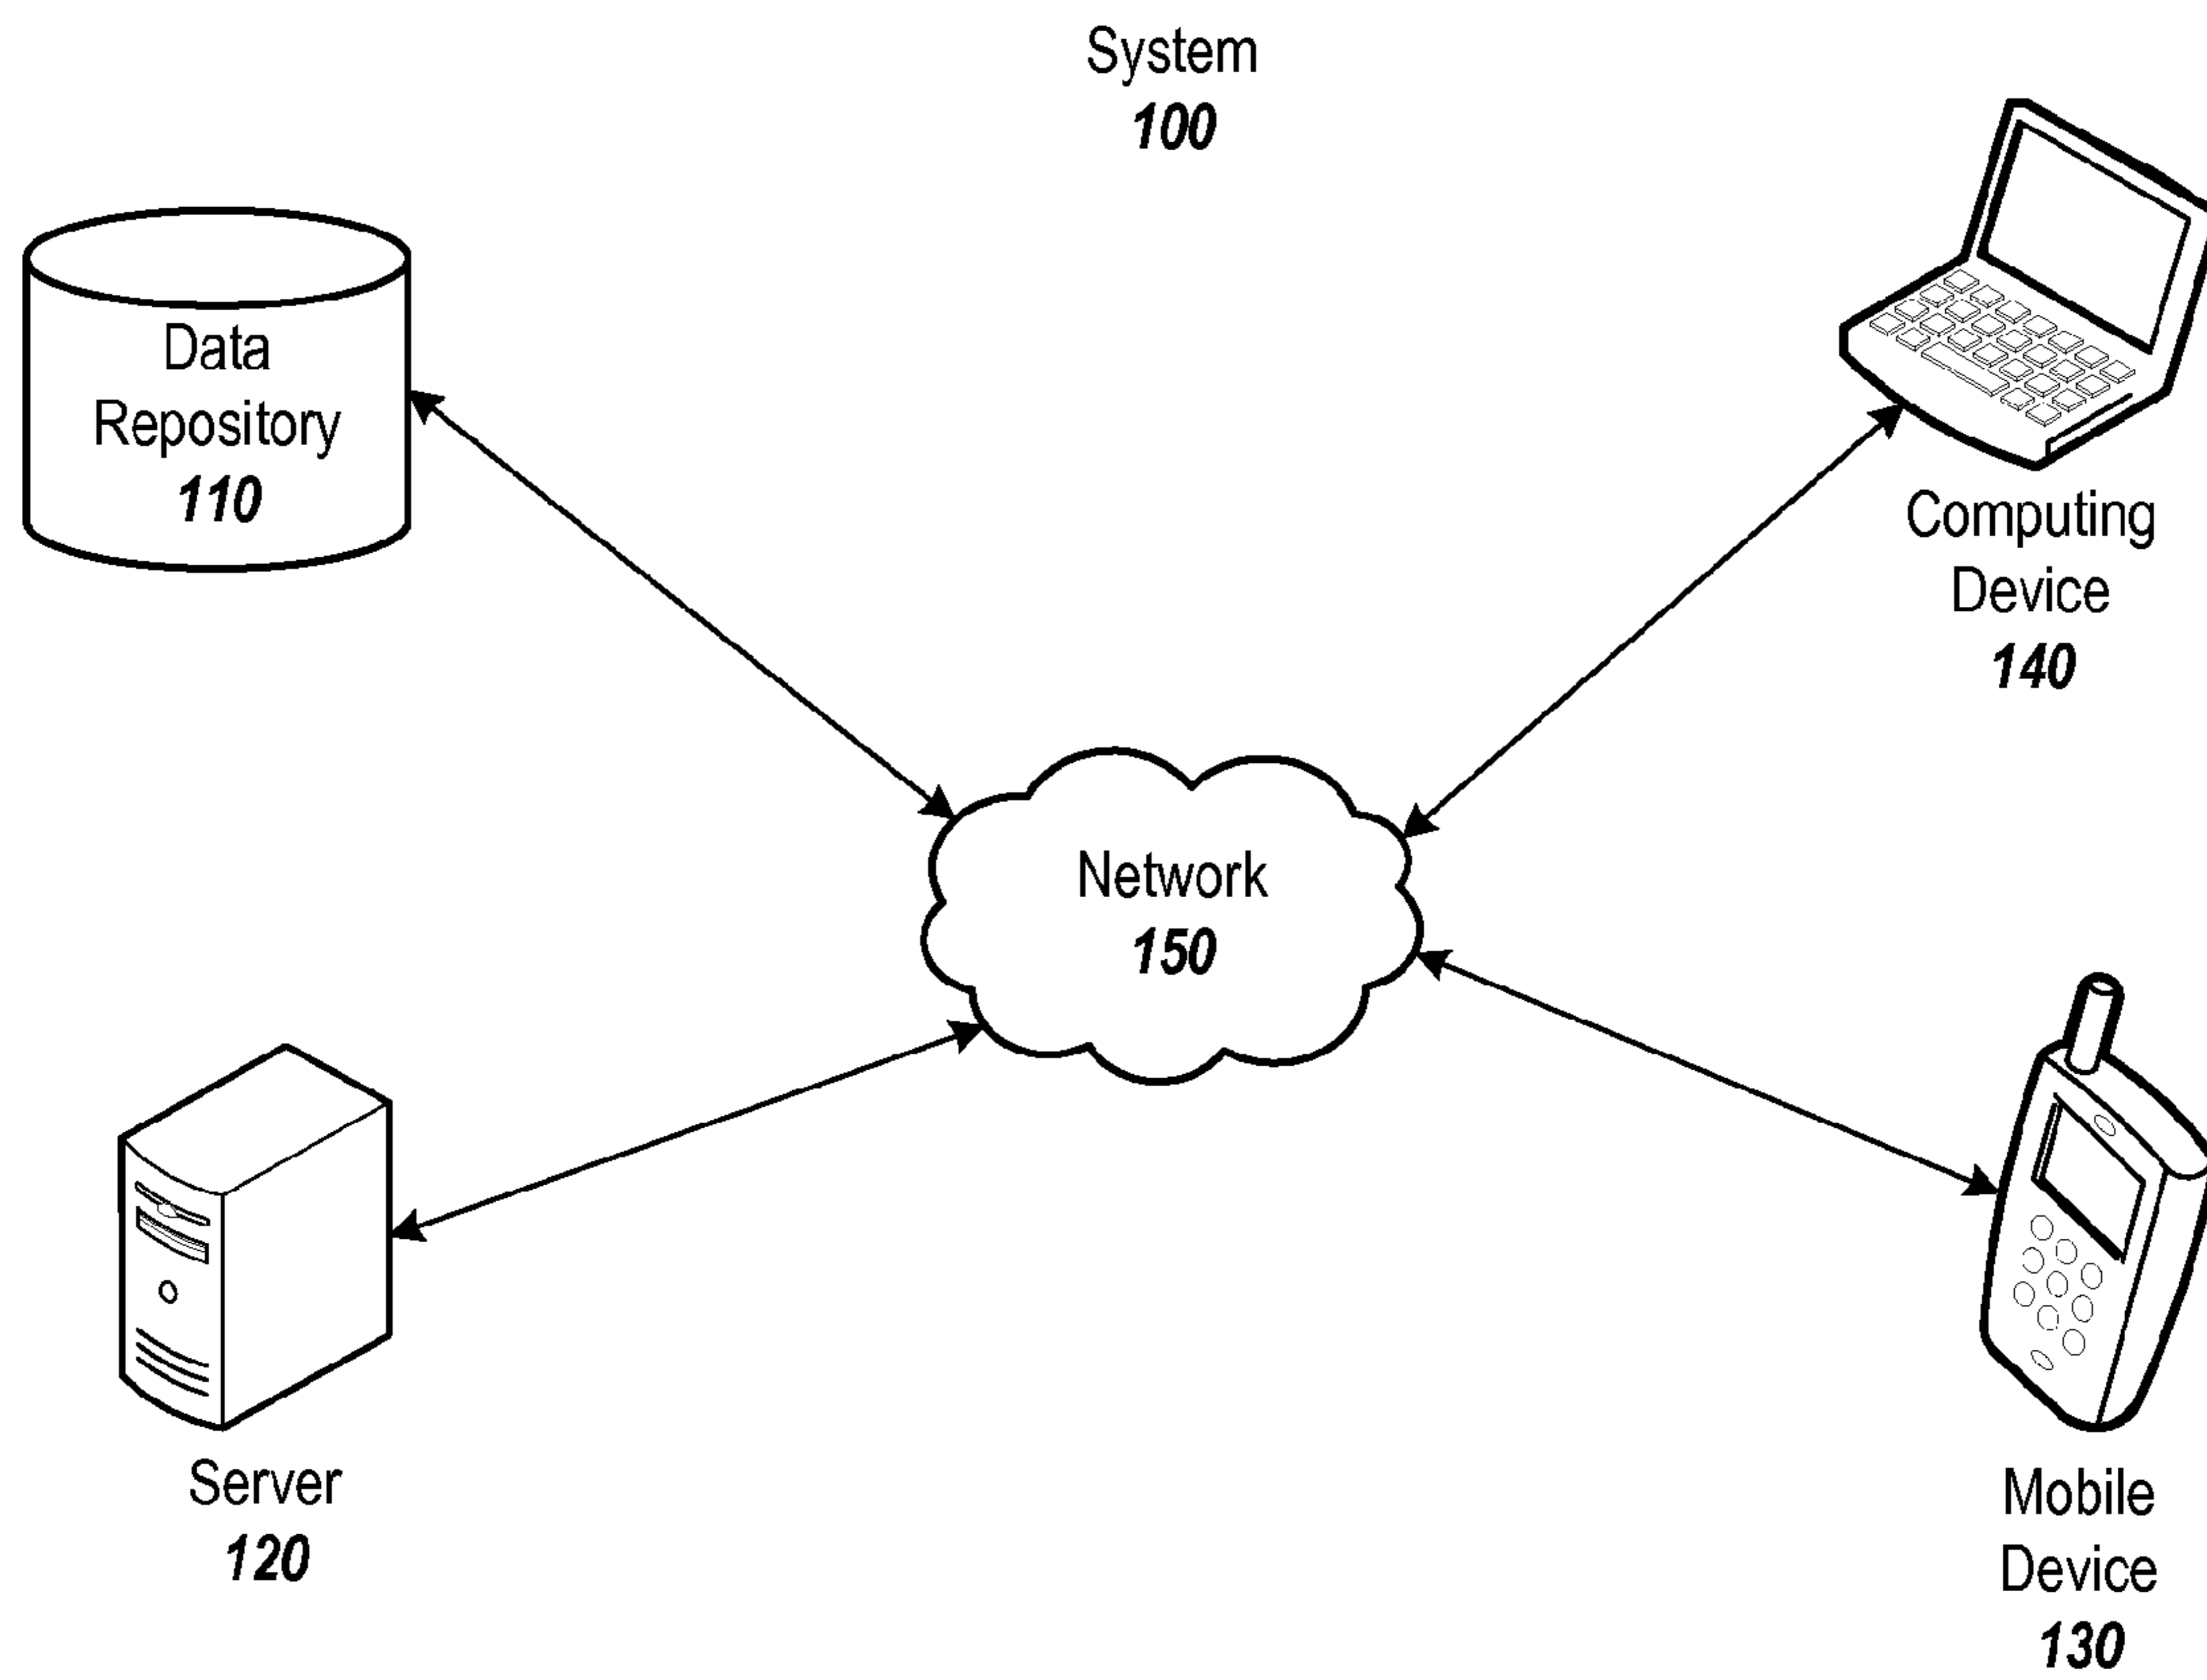 System
100
Data
Repository
110
Computing
Device
140
Network
150
Server
120
Mobile
Device
130